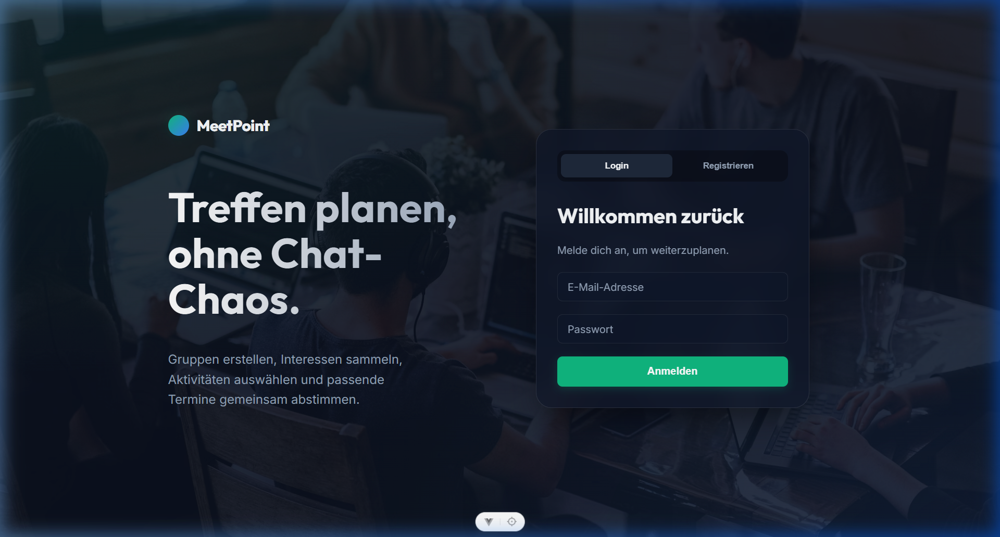 MeetPoint
Treffen planen,
ohne Chat-
Chaos.
Gruppen erstellen, Interessen sammeln,
Aktivitäten auswählen und passende
Termine gemeinsam abstimmen.
Login
Registrieren
Willkommen zurück
Melde dich an, um weiterzuplanen.
E-Mail-Adresse
Passwort
Anmelden